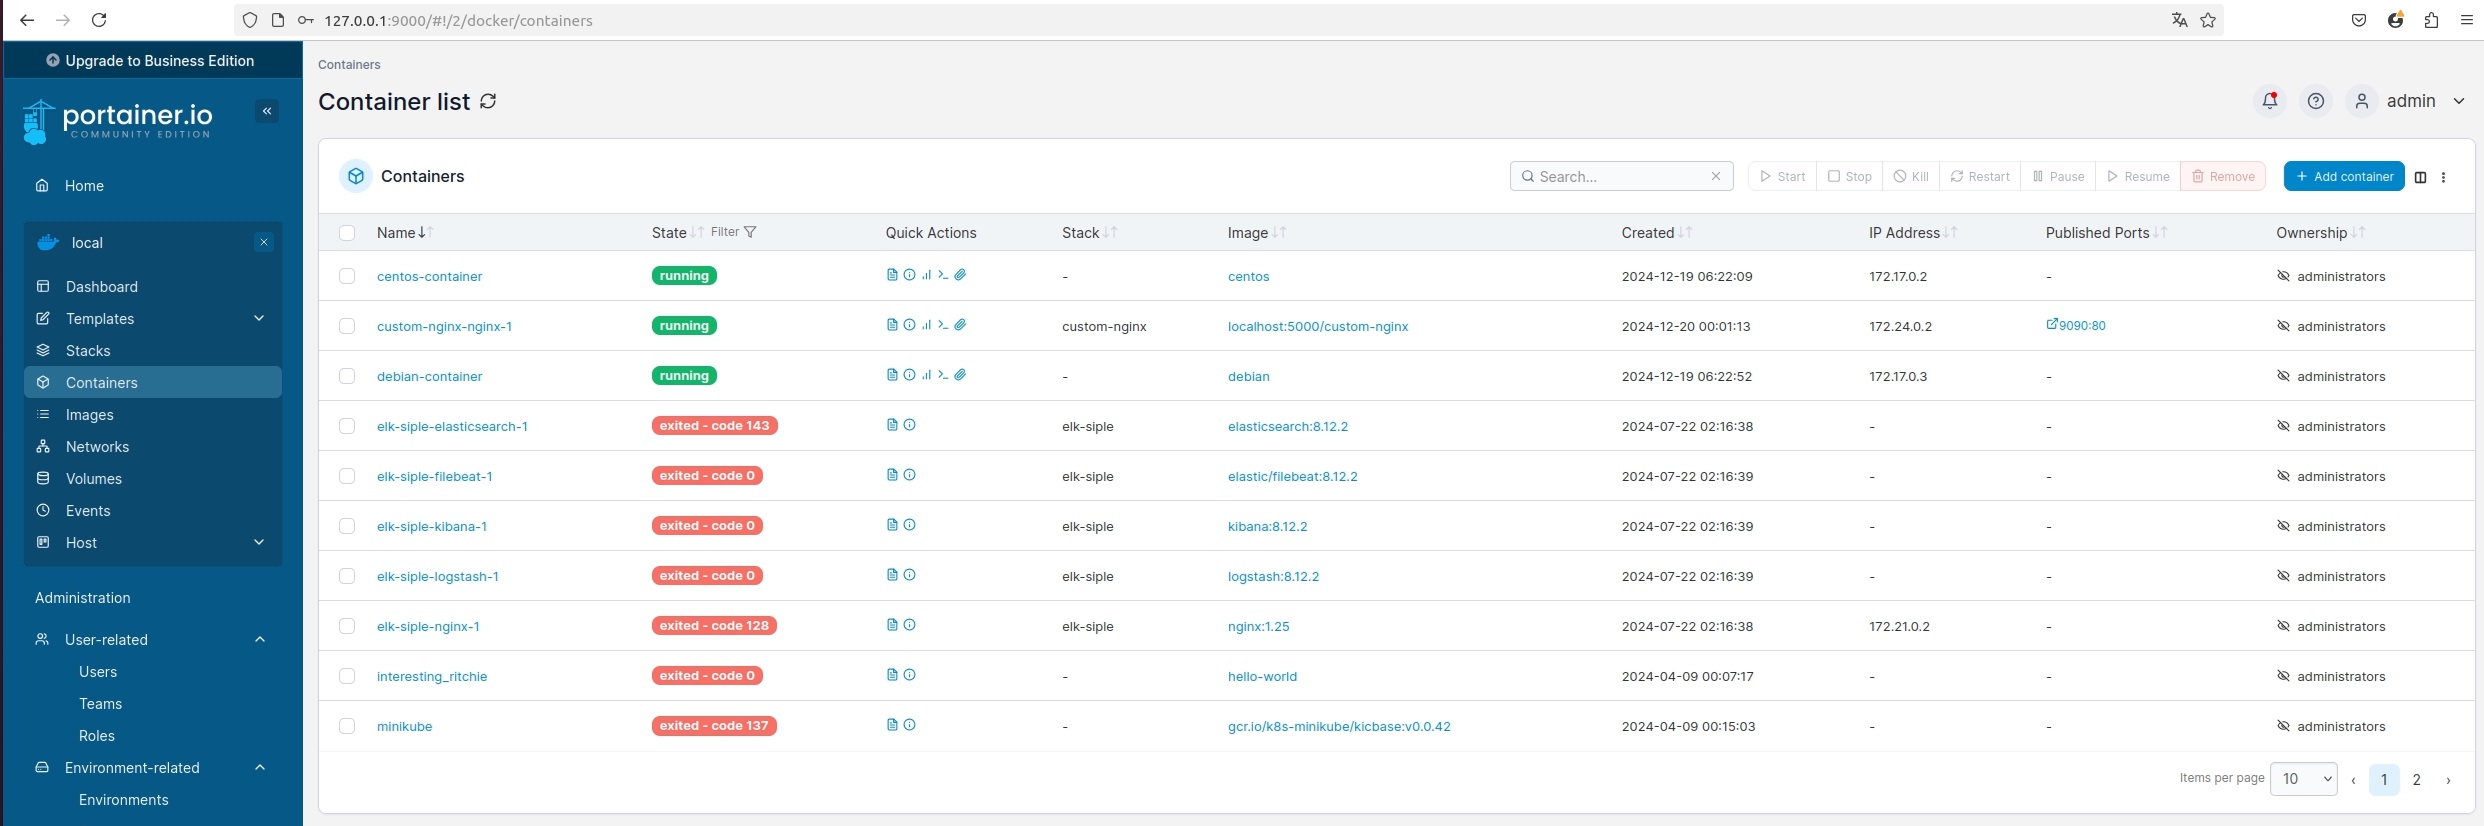 127.0.0.1:9000/#!/2/docker/containers
Upgrade to Business Edition
portainer.io
COMMUNITY EDITION
Home
local
Dashboard
Templates
Stacks
Containers
Images
Networks
Volumes
Events
Host
Administration
User-related
Users
Teams
Roles
Environment-related
Environments
Containers
Container list
admin
Containers
Search...
Start Stop Kill Restart Pause Resume Remove
Add container
Name State Filter Quick Actions Stack Image Created IP Address Published Ports Ownership
centos-container running - centos 2024-12-19 06:22:09 172.17.0.2 - administrators
custom-nginx-nginx-1 running custom-nginx localhost:5000/custom-nginx 2024-12-20 00:01:13 172.24.0.2 9090:80 administrators
debian-container running - debian 2024-12-19 06:22:52 172.17.0.3 - administrators
elk-siple-elasticsearch-1 exited - code 143 elk-siple elasticsearch:8.12.2 2024-07-22 02:16:38 - - administrators
elk-siple-filebeat-1 exited - code 0 elk-siple elastic/filebeat:8.12.2 2024-07-22 02:16:39 - - administrators
elk-siple-kibana-1 exited - code 0 elk-siple kibana:8.12.2 2024-07-22 02:16:39 - - administrators
elk-siple-logstash-1 exited - code 0 elk-siple logstash:8.12.2 2024-07-22 02:16:39 - - administrators
elk-siple-nginx-1 exited - code 128 elk-siple nginx:1.25 2024-07-22 02:16:38 172.21.0.2 - administrators
interesting_ritchie exited - code 0 - hello-world 2024-04-09 00:07:17 - - administrators
minikube exited - code 137 - gcr.io/k8s-minikube/kicbase:v0.0.42 2024-04-09 00:15:03 - - administrators
Items per page 10 ‹ 1 2 ›